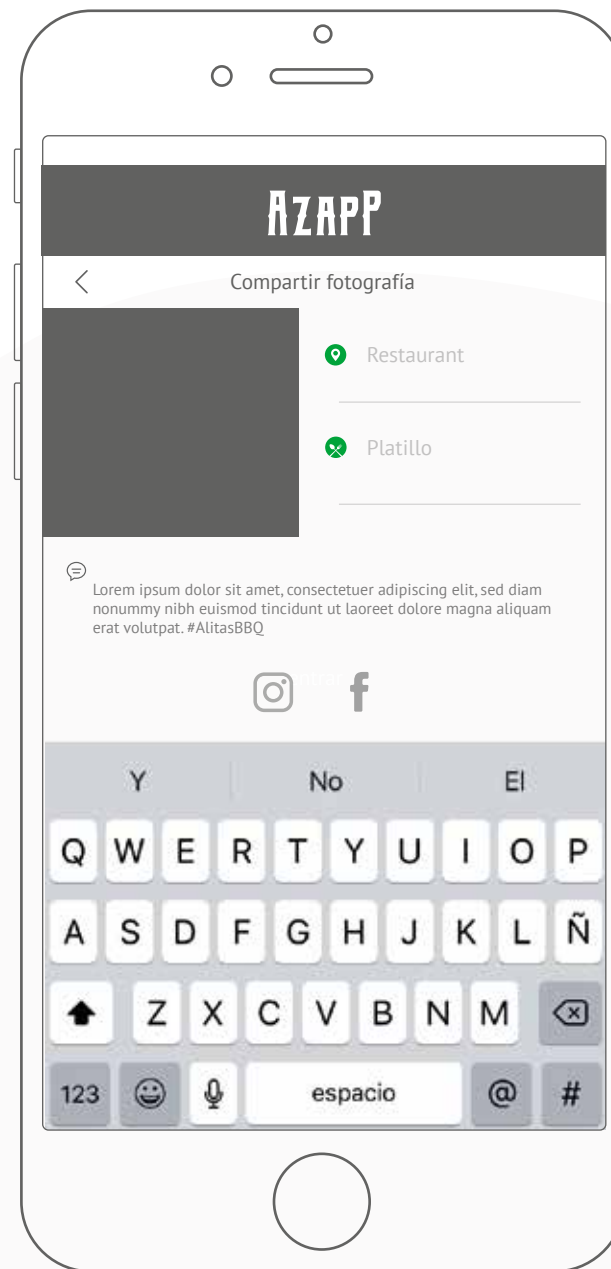 AZAPP
Compartir fotografía
Restaurant
Platillo
Lorem ipsum dolor sit amet, consectetuer adipiscing elit, sed diam
nonummy nibh euismod tincidunt ut laoreet dolore magna aliquam
erat volutpat. #AlitasBBQ
Y No El
Q W E R T Y U I O P
A S D F G H J K L Ñ
Z X C V B N M
123 espacio @ #